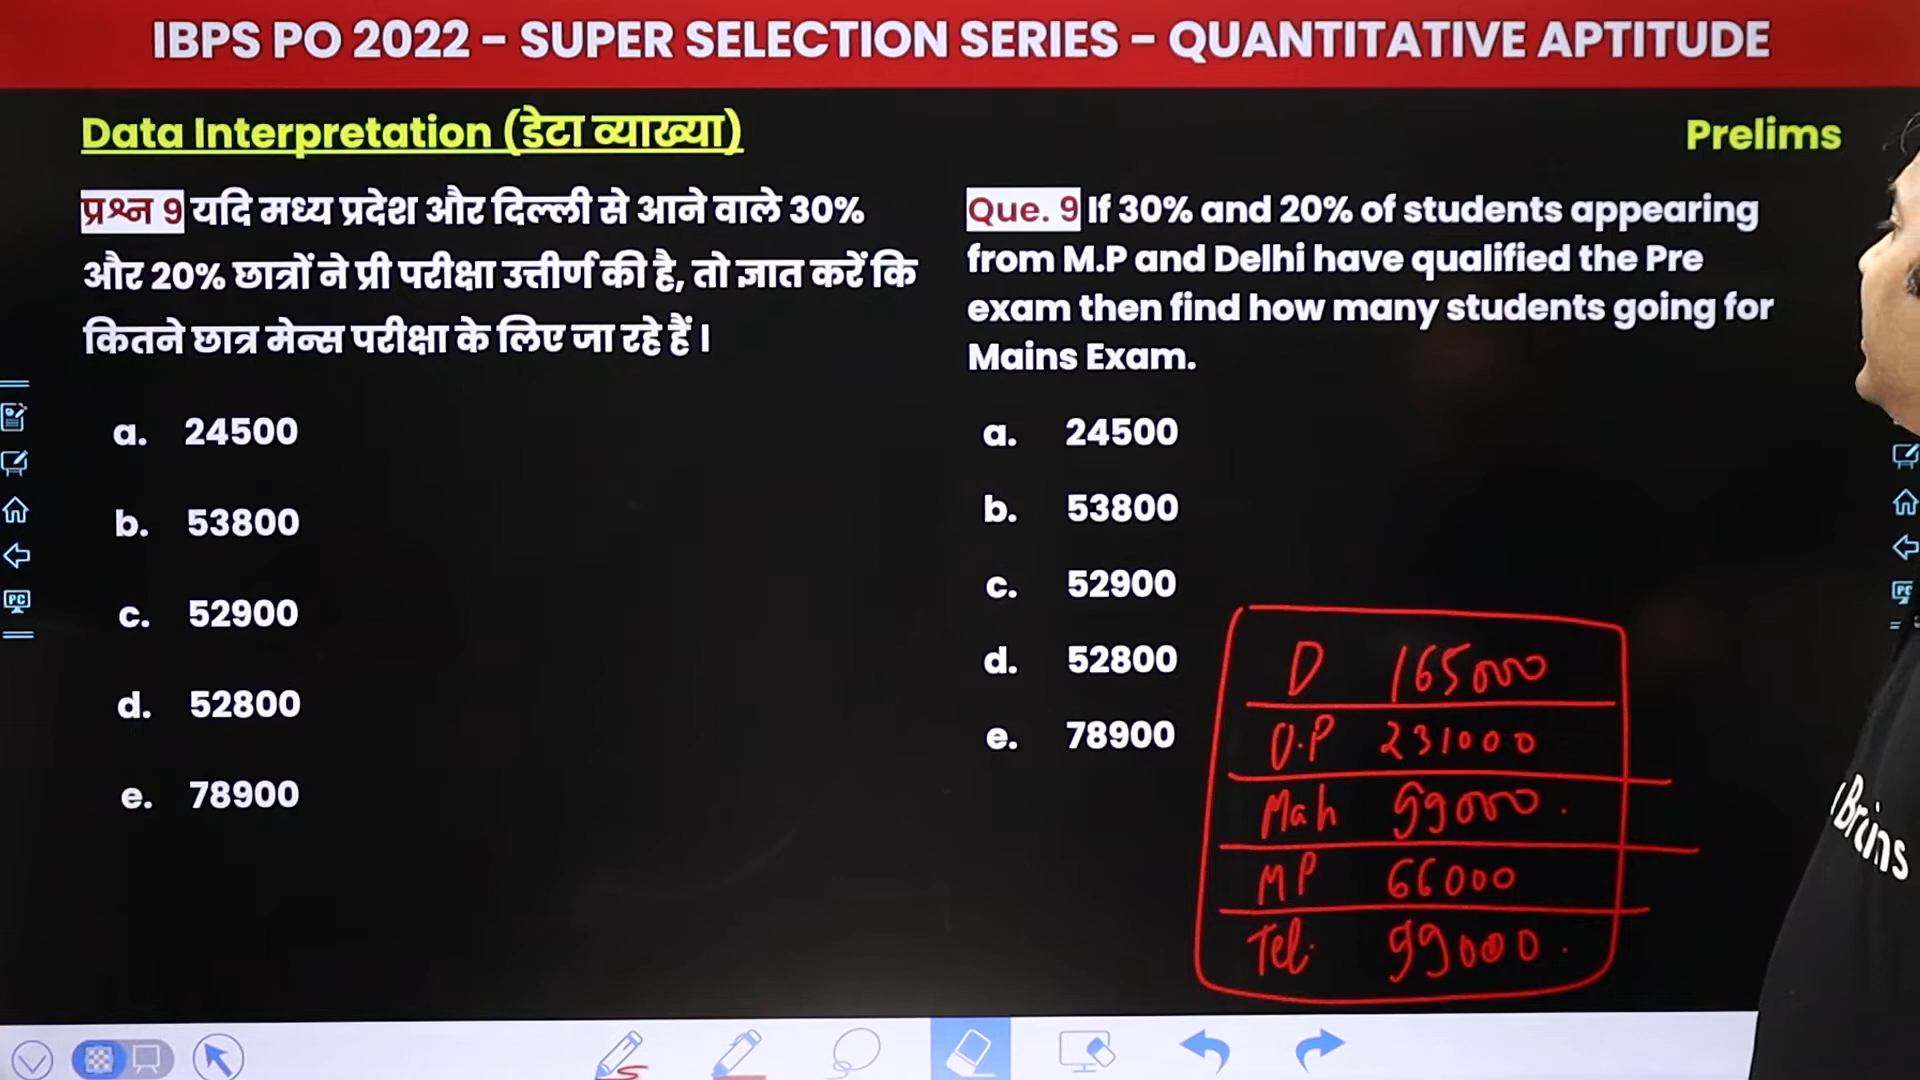 IBPS PO 2022 - SUPER SELECTION SERIES - QUANTITATIVE APTITUDE
Data Interpretation (डेटा व्याख्या)
Prelims
प्रश्न 9 यदि मध्य प्रदेश और दिल्ली से आने वाले 30%
और 20% छात्रों ने प्री परीक्षा उत्तीर्ण की है, तो ज्ञात करें कि
कितने छात्र मेन्स परीक्षा के लिए जा रहे हैं ।
a. 24500
b. 53800
c. 52900
d. 52800
e. 78900
Que. 9 If 30% and 20% of students appearing
from M.P and Delhi have qualified the Pre
exam then find how many students going for
Mains Exam.
a. 24500
b. 53800
c. 52900
d. 52800
e. 78900
D 165000
U.P 231000
Mah 99000
MP 66000
Tel. 99000
PC